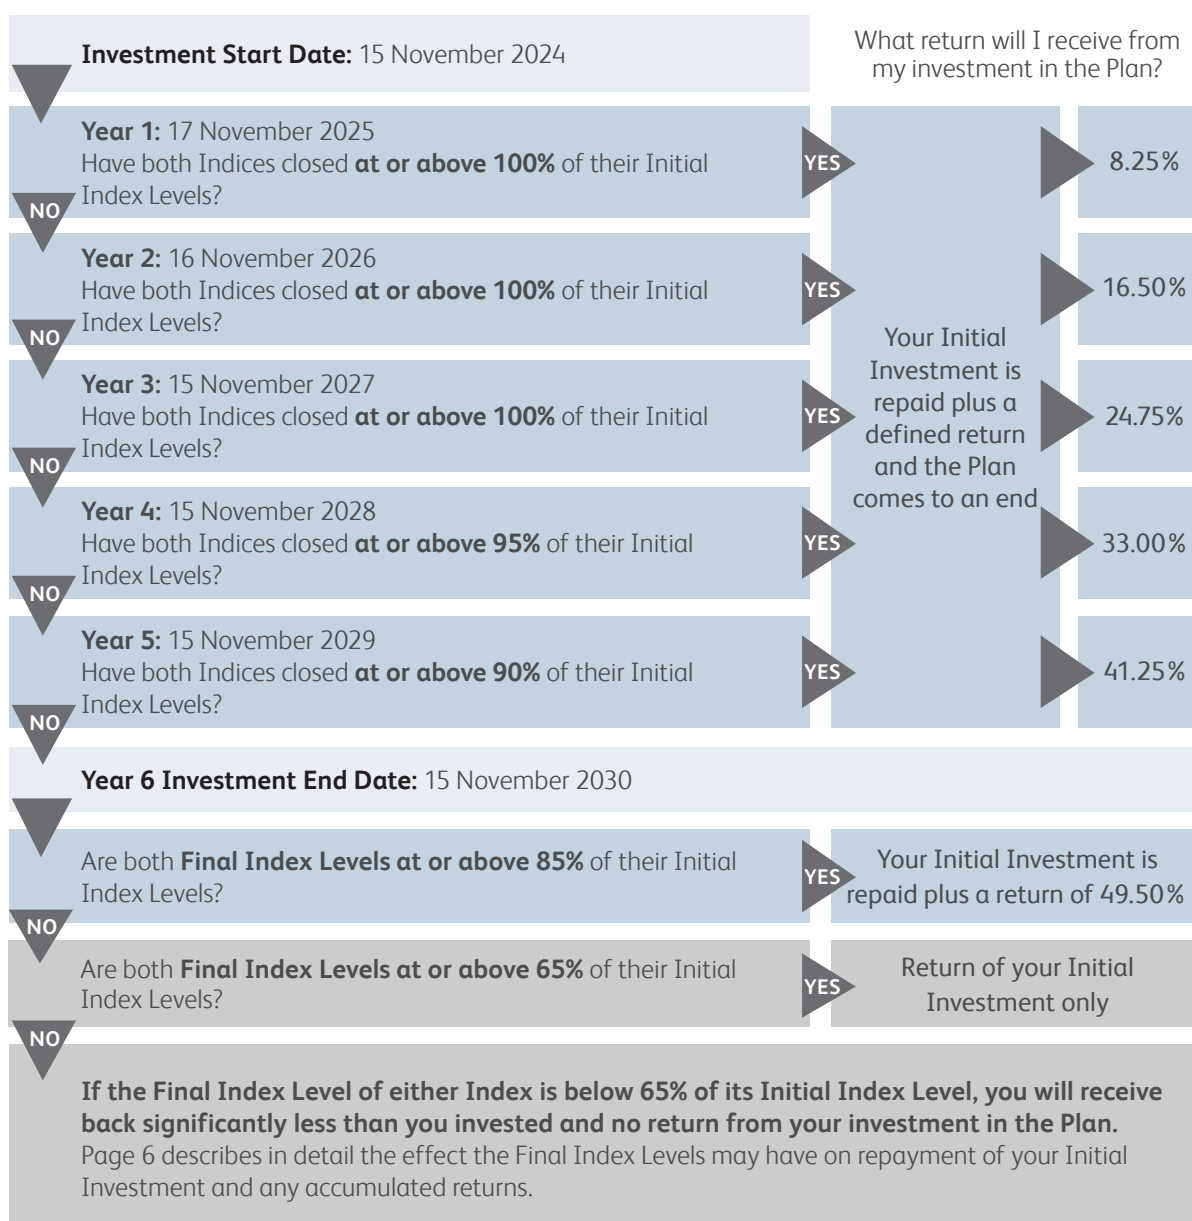 Investment Start Date: 15 November 2024
What return will I receive from
my investment in the Plan?
Year 1: 17 November 2025
Have both Indices closed at or above 100% of their Initial
Index Levels?
YES
8.25%
NO
Year 2: 16 November 2026
Have both Indices closed at or above 100% of their Initial
Index Levels?
YES
16.50%
NO
Year 3: 15 November 2027
Have both Indices closed at or above 100% of their Initial
Index Levels?
YES
24.75%
NO
Year 4: 15 November 2028
Have both Indices closed at or above 95% of their Initial
Index Levels?
YES
33.00%
NO
Year 5: 15 November 2029
Have both Indices closed at or above 90% of their Initial
Index Levels?
YES
41.25%
NO
Your Initial
Investment is
repaid plus a
defined return
and the Plan
comes to an end
Year 6 Investment End Date: 15 November 2030
Are both Final Index Levels at or above 85% of their Initial
Index Levels?
YES
Your Initial Investment is
repaid plus a return of 49.50%
NO
Are both Final Index Levels at or above 65% of their Initial
Index Levels?
YES
Return of your Initial
Investment only
NO
If the Final Index Level of either Index is below 65% of its Initial Index Level, you will receive
back significantly less than you invested and no return from your investment in the Plan.
Page 6 describes in detail the effect the Final Index Levels may have on repayment of your Initial
Investment and any accumulated returns.